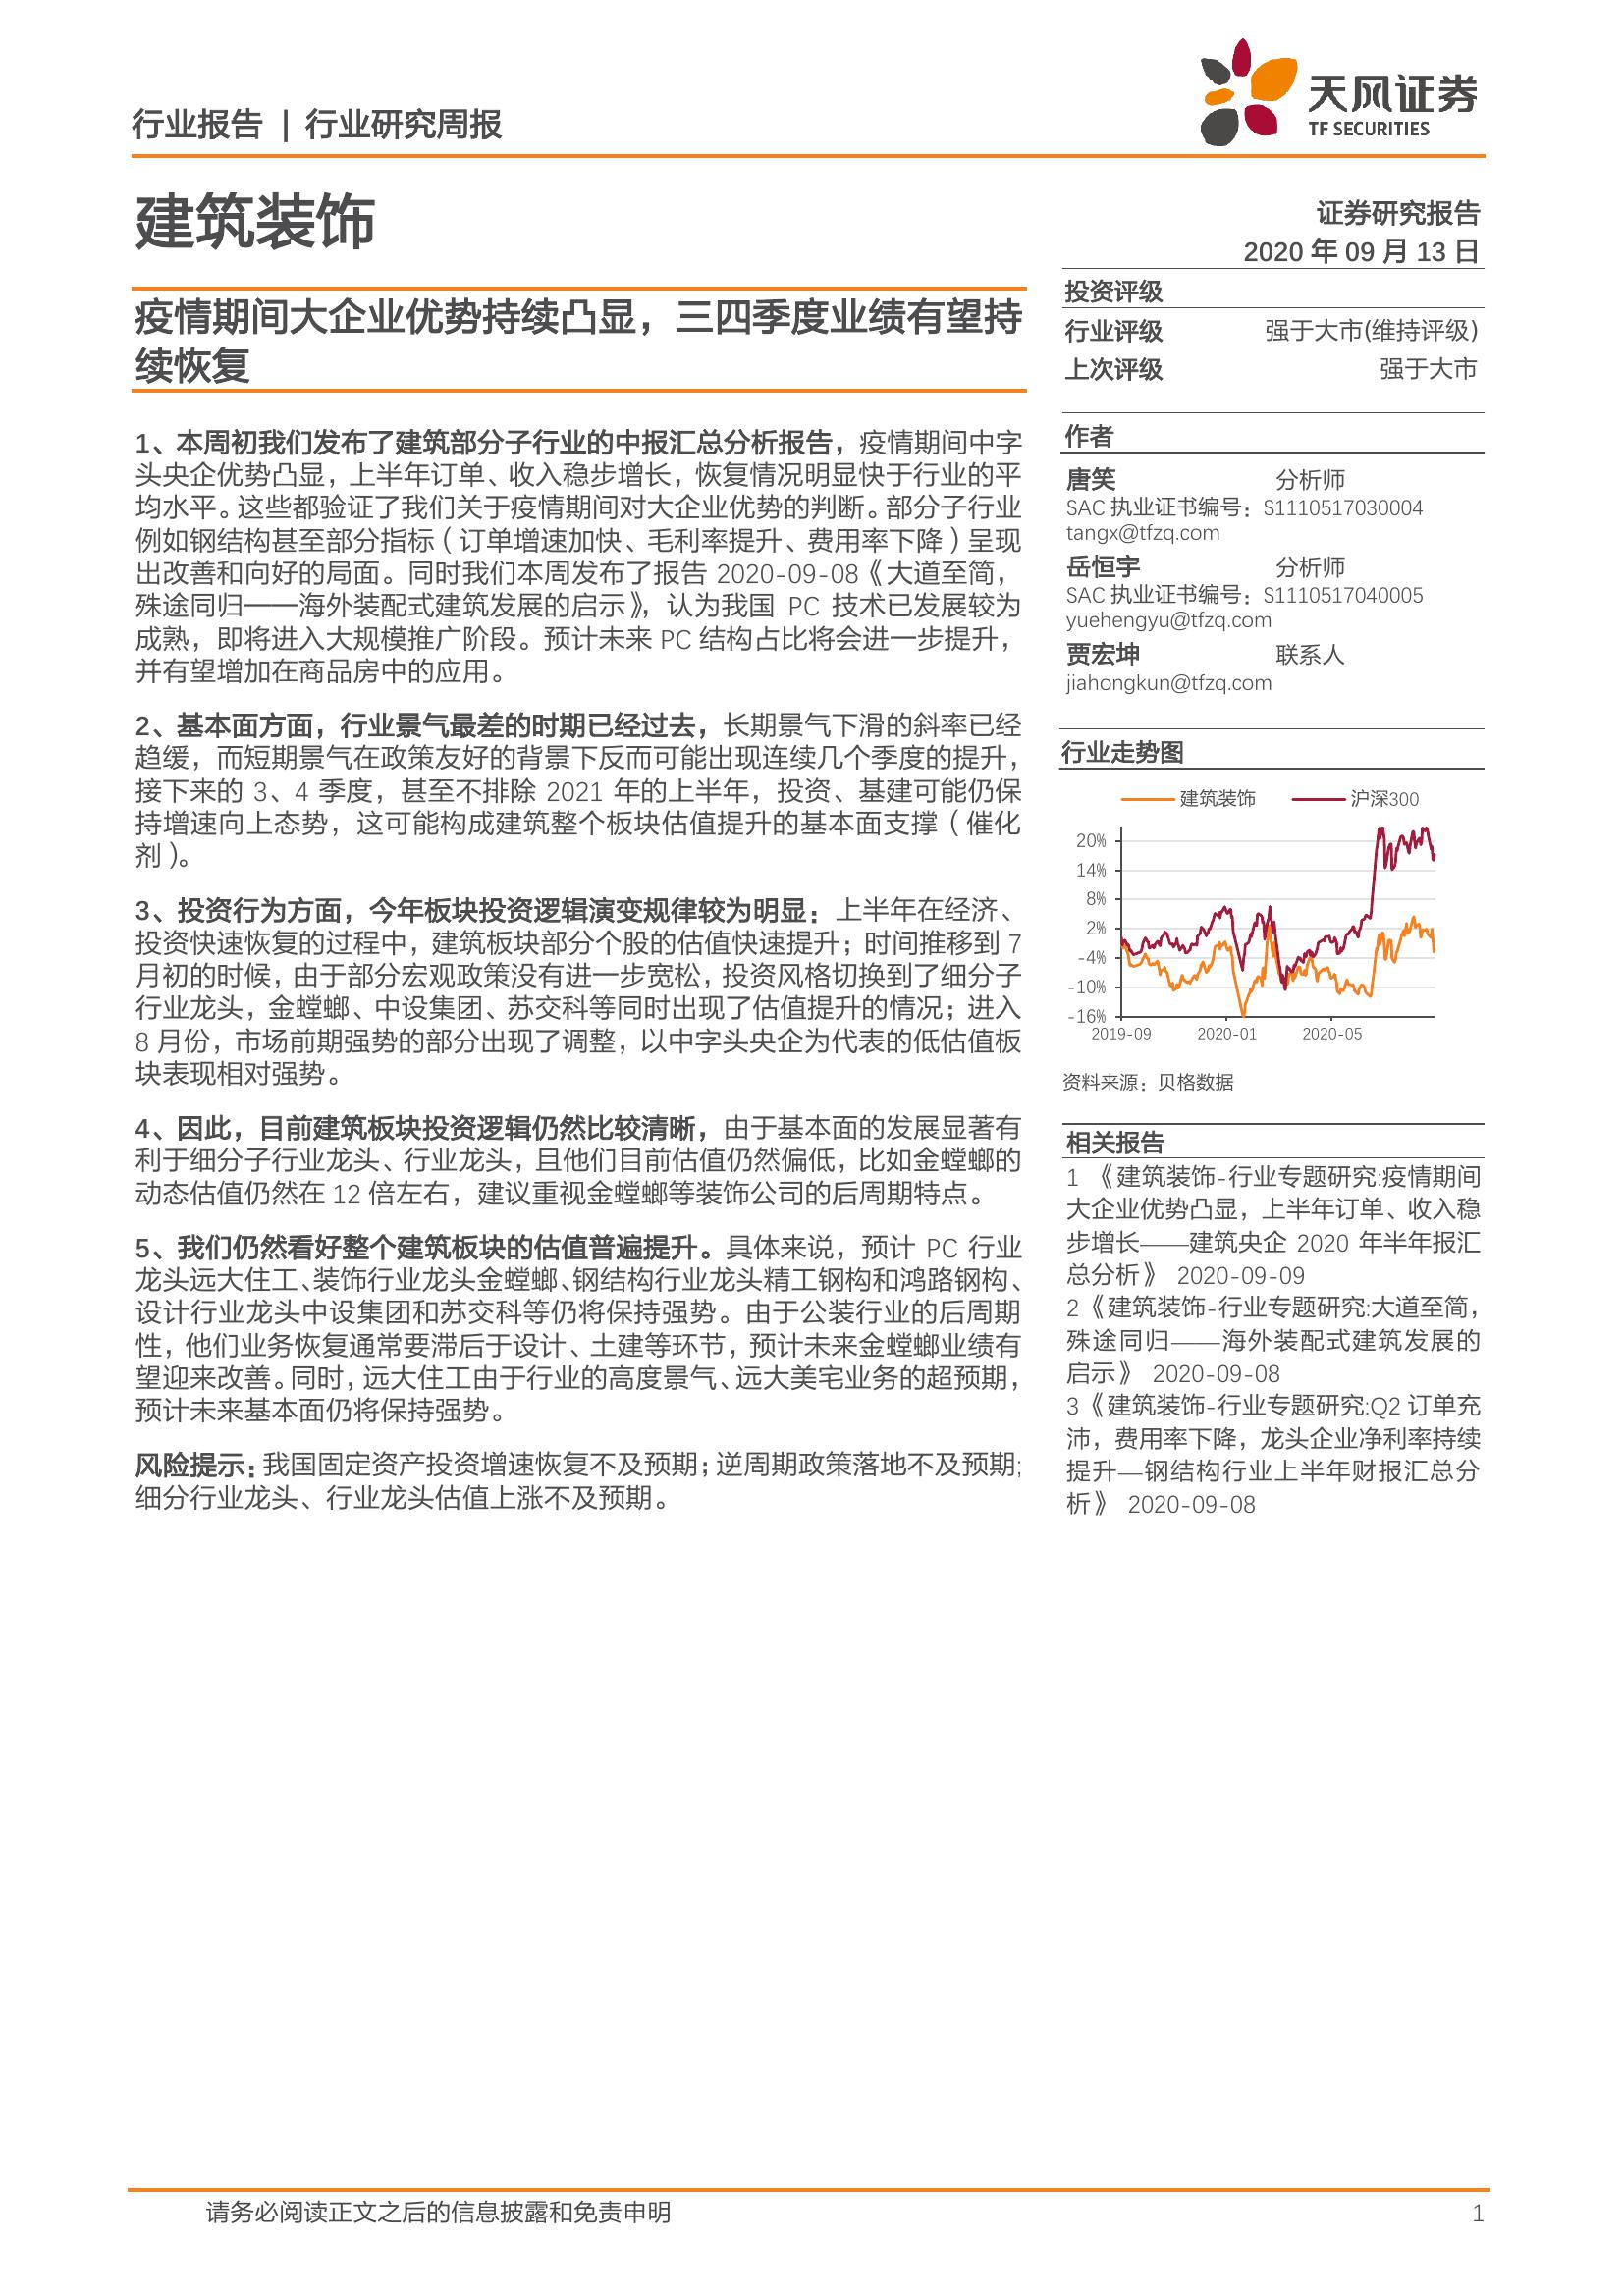 行业报告 | 行业研究周报
天风证券
TF SECURITIES
建筑装饰
证券研究报告
2020 年 09 月 13 日
疫情期间大企业优势持续凸显，三四季度业绩有望持
续恢复
1、本周初我们发布了建筑部分子行业的中报汇总分析报告，疫情期间中字
头央企优势凸显，上半年订单、收入稳步增长，恢复情况明显快于行业的平
均水平。这些都验证了我们关于疫情期间对大企业优势的判断。部分子行业
例如钢结构甚至部分指标（订单增速加快、毛利率提升、费用率下降）呈现
出改善和向好的局面。同时我们本周发布了报告 2020-09-08《大道至简，
殊途同归——海外装配式建筑发展的启示》，认为我国 PC 技术已发展较为
成熟，即将进入大规模推广阶段。预计未来 PC 结构占比将会进一步提升，
并有望增加在商品房中的应用。
2、基本面方面，行业景气最差的时期已经过去，长期景气下滑的斜率已经
趋缓，而短期景气在政策友好的背景下反而可能出现连续几个季度的提升，
接下来的 3、4 季度，甚至不排除 2021 年的上半年，投资、基建可能仍保
持增速向上态势，这可能构成建筑整个板块估值提升的基本面支撑（催化
剂）。
3、投资行为方面，今年板块投资逻辑演变规律较为明显：上半年在经济、
投资快速恢复的过程中，建筑板块部分个股的估值快速提升；时间推移到 7
月初的时候，由于部分宏观政策没有进一步宽松，投资风格切换到了细分子
行业龙头，金螳螂、中设集团、苏交科等同时出现了估值提升的情况；进入
8 月份，市场前期强势的部分出现了调整，以中字头央企为代表的低估值板
块表现相对强势。
4、因此，目前建筑板块投资逻辑仍然比较清晰，由于基本面的发展显著有
利于细分子行业龙头、行业龙头，且他们目前估值仍然偏低，比如金螳螂的
动态估值仍然在 12 倍左右，建议重视金螳螂等装饰公司的后周期特点。
5、我们仍然看好整个建筑板块的估值普遍提升。具体来说，预计 PC 行业
龙头远大住工、装饰行业龙头金螳螂、钢结构行业龙头精工钢构和鸿路钢构、
设计行业龙头中设集团和苏交科等仍将保持强势。由于公装行业的后周期
性，他们业务恢复通常要滞后于设计、土建等环节，预计未来金螳螂业绩有
望迎来改善。同时，远大住工由于行业的高度景气、远大美宅业务的超预期，
预计未来基本面仍将保持强势。
风险提示：我国固定资产投资增速恢复不及预期；逆周期政策落地不及预期；
细分行业龙头、行业龙头估值上涨不及预期。
投资评级
行业评级 强于大市(维持评级)
上次评级 强于大市
作者
唐笑 分析师
SAC 执业证书编号：S1110517030004
tangx@tfzq.com
岳恒宇 分析师
SAC 执业证书编号：S1110517040005
yuehengyu@tfzq.com
贾宏坤 联系人
jiahongkun@tfzq.com
行业走势图
建筑装饰 沪深300
20%
14%
8%
2%
-4%
-10%
-16%
2019-09 2020-01 2020-05
资料来源：贝格数据
相关报告
1 《建筑装饰-行业专题研究:疫情期间
大企业优势凸显，上半年订单、收入稳
步增长——建筑央企 2020 年半年报汇
总分析》 2020-09-09
2《建筑装饰-行业专题研究:大道至简，
殊途同归——海外装配式建筑发展的
启示》 2020-09-08
3《建筑装饰-行业专题研究:Q2 订单充
沛，费用率下降，龙头企业净利率持续
提升—钢结构行业上半年财报汇总分
析》 2020-09-08
请务必阅读正文之后的信息披露和免责申明 1